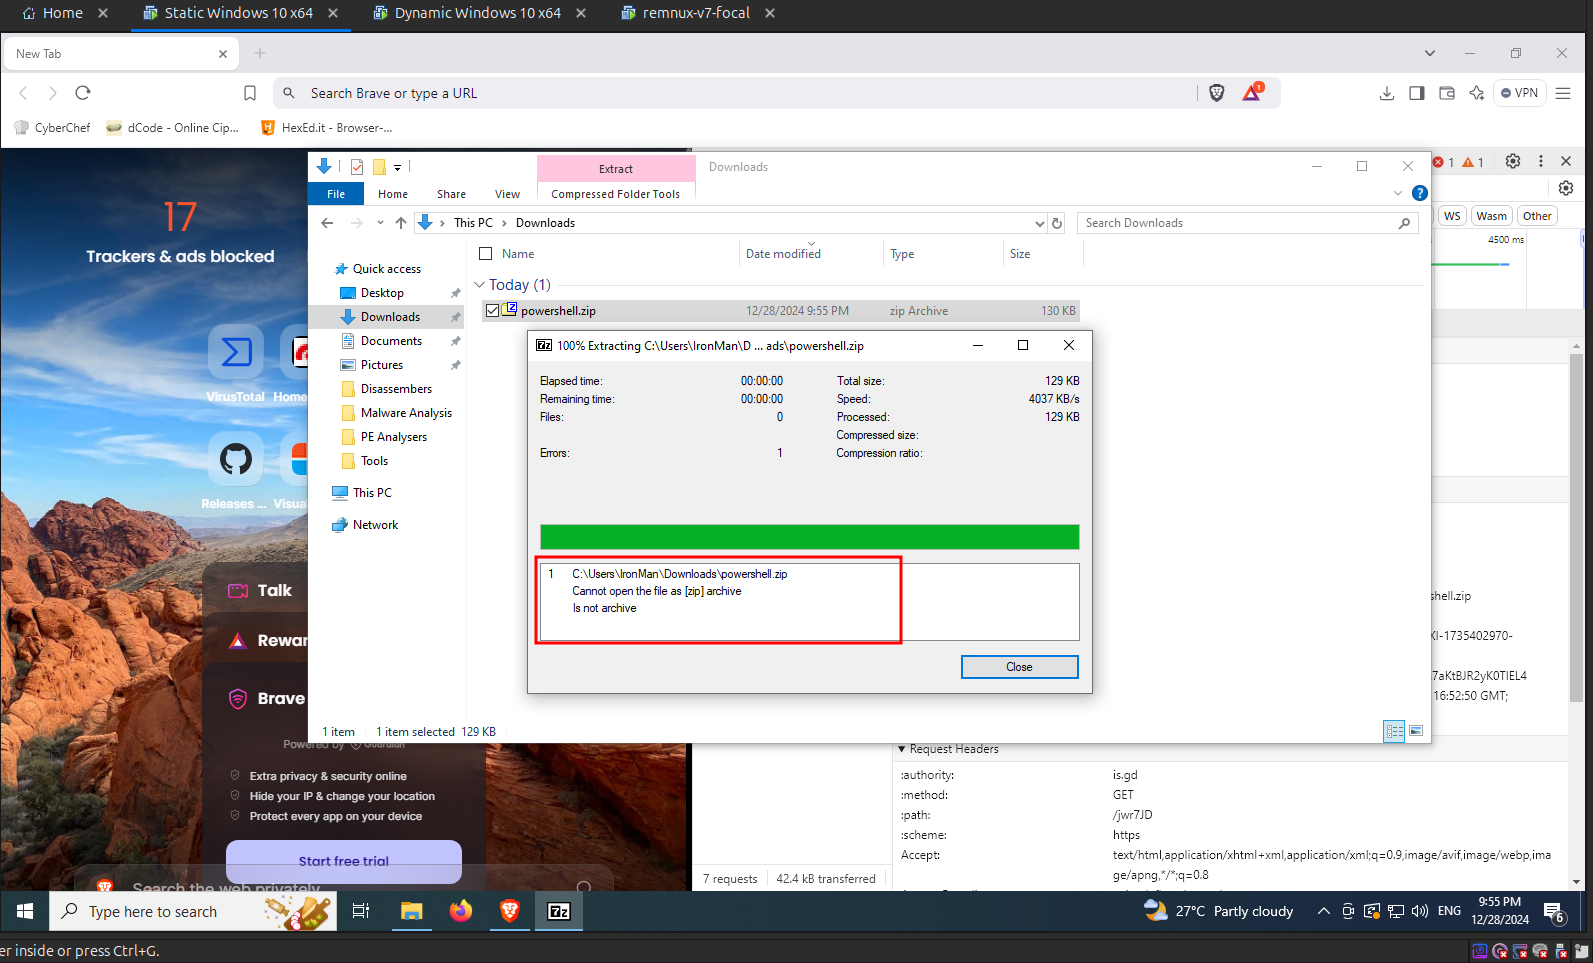 Home
Static Windows 10 x64
Dynamic Windows 10 x64
remnux-v7-focal
New Tab
Search Brave or type a URL
1
VPN
CyberChef
dCode - Online Cip...
HexEd.it - Browser-...
17
Trackers & ads blocked
VirusTotal
Home
Releases ...
Visual
Talk
Rewar
Brave
Powered by
Extra privacy & security online
Hide your IP & change your location
Protect every app on your device
Start free trial
Search the web privately
Extract
Downloads
File
Home
Share
View
Compressed Folder Tools
This PC > Downloads
Search Downloads
Name
Date modified
Type
Size
Quick access
Desktop
Downloads
Documents
Pictures
Disassembers
Malware Analysis
PE Analysers
Tools
This PC
Network
Today (1)
powershell.zip
12/28/2024 9:55 PM
zip Archive
130 KB
7z 100% Extracting C:\Users\IronMan\D ... ads\powershell.zip
Elapsed time: 00:00:00
Total size: 129 KB
Remaining time: 00:00:00
Speed: 4037 KB/s
Files: 0
Processed: 129 KB
Compressed size:
Errors: 1
Compression ratio:
1 C:\Users\IronMan\Downloads\powershell.zip
Cannot open the file as [zip] archive
Is not archive
Close
1 item
1 item selected 129 KB
1 1
WS
Wasm
Other
4500 ms
shell.zip
XI-1735402970-
7aKtBJR2yK0TIEL4
16:52:50 GMT;
Request Headers
:authority: is.gd
:method: GET
:path: /jwr7JD
:scheme: https
Accept: text/html,application/xhtml+xml,application/xml;q=0.9,image/avif,image/webp,ima
ge/apng,*/*;q=0.8
7 requests
42.4 kB transferred
Type here to search
7z
27°C Partly cloudy
ENG
9:55 PM
12/28/2024
6
er inside or press Ctrl+G.